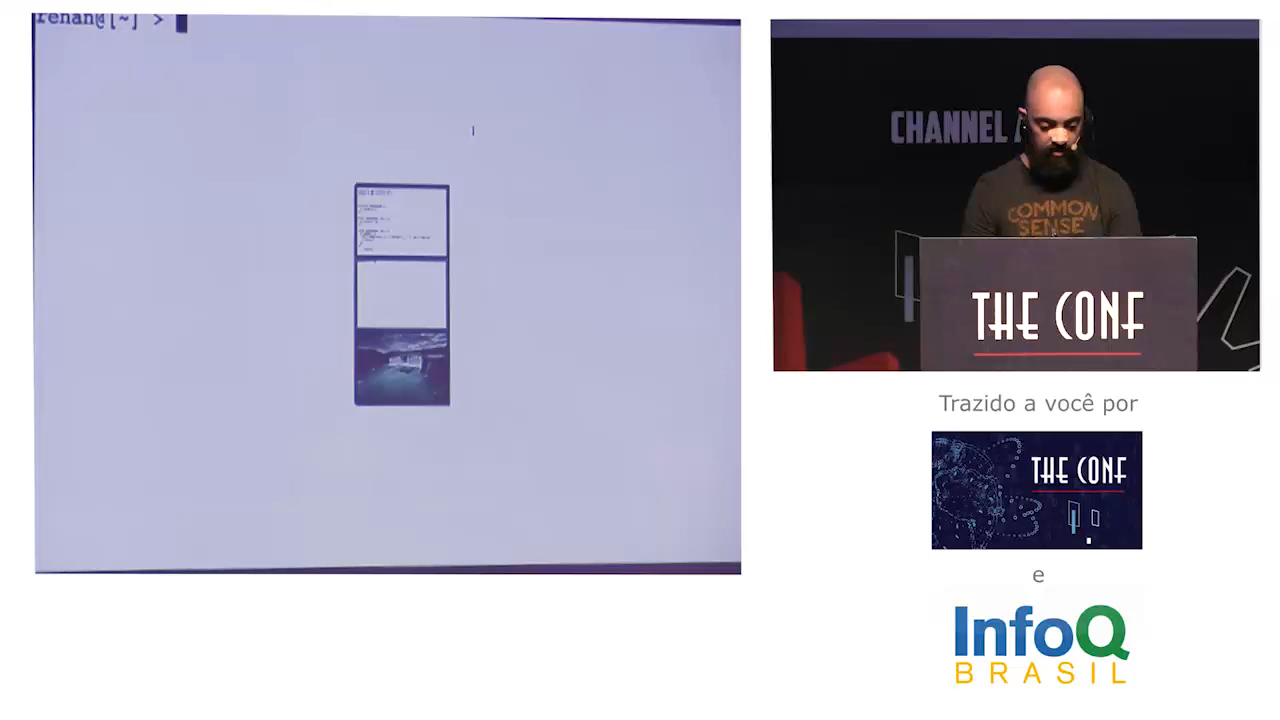 renan@[~] >
CHANNEL
COMMON
SENSE
THE CONF
Trazido a você por
THE CONF
e
InfoQ
BRASIL